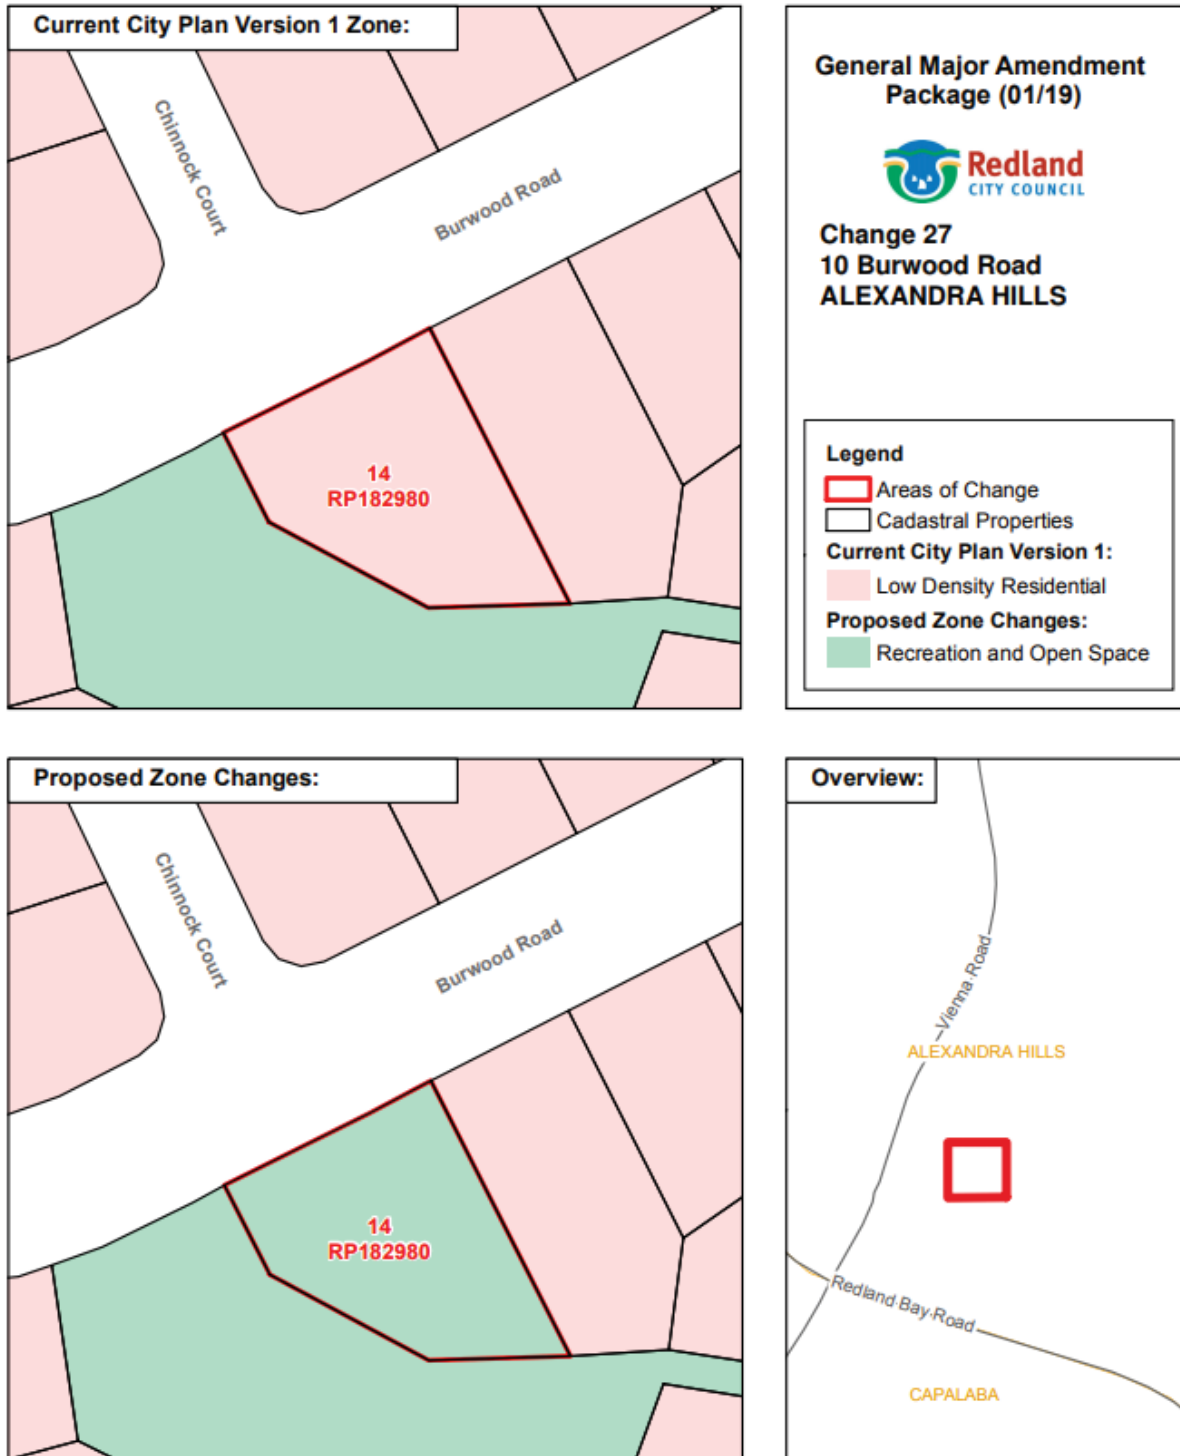 Current City Plan Version 1 Zone:
Chinnock Court
Burwood Road
14
RP182980
General Major Amendment
Package (01/19)
Redland
CITY COUNCIL
Change 27
10 Burwood Road
ALEXANDRA HILLS
Legend
Areas of Change
Cadastral Properties
Current City Plan Version 1:
Low Density Residential
Proposed Zone Changes:
Recreation and Open Space
Proposed Zone Changes:
Chinnock Court
Burwood Road
14
RP182980
Overview:
Vienna Road
ALEXANDRA HILLS
Redland Bay Road
CAPALABA